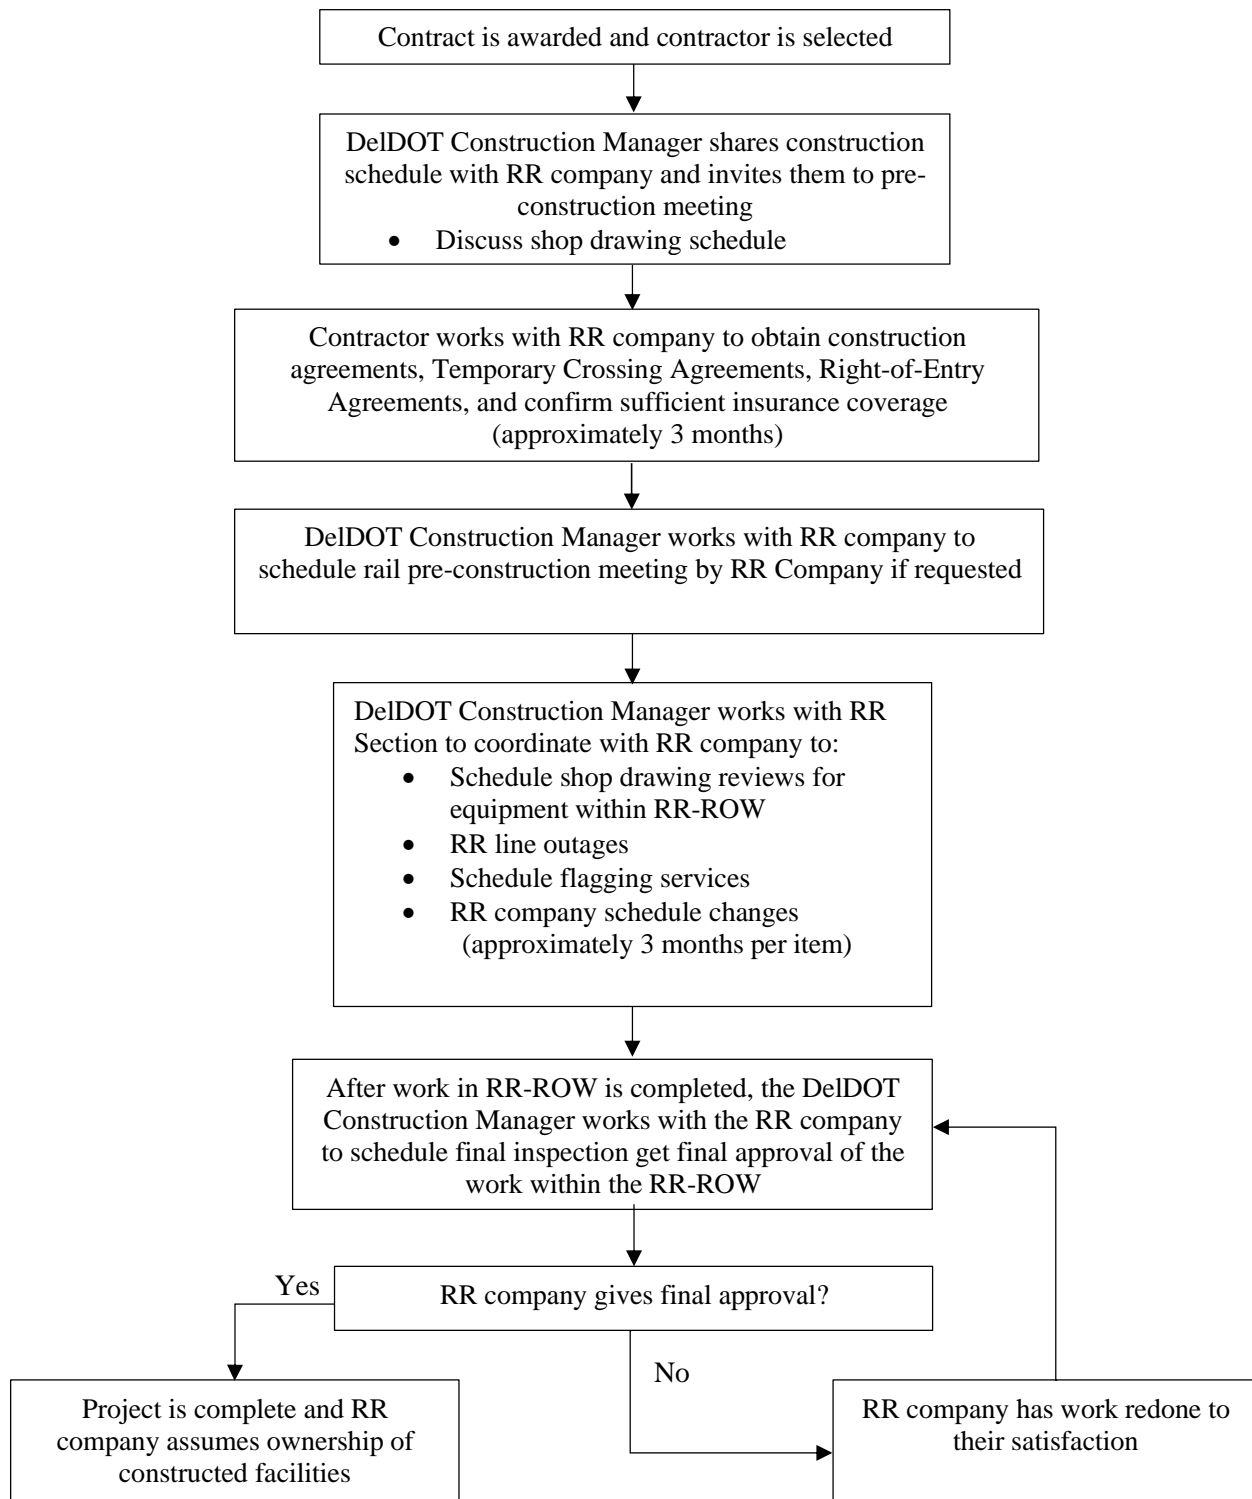 Contract is awarded and contractor is selected
DelDOT Construction Manager shares construction
schedule with RR company and invites them to pre-
construction meeting
• Discuss shop drawing schedule
Contractor works with RR company to obtain construction
agreements, Temporary Crossing Agreements, Right-of-Entry
Agreements, and confirm sufficient insurance coverage
(approximately 3 months)
DelDOT Construction Manager works with RR company to
schedule rail pre-construction meeting by RR Company if requested
DelDOT Construction Manager works with RR
Section to coordinate with RR company to:
• Schedule shop drawing reviews for
equipment within RR-ROW
• RR line outages
• Schedule flagging services
• RR company schedule changes
(approximately 3 months per item)
After work in RR-ROW is completed, the DelDOT
Construction Manager works with the RR company
to schedule final inspection get final approval of the
work within the RR-ROW
RR company gives final approval?
Yes
No
Project is complete and RR
company assumes ownership of
constructed facilities
RR company has work redone to
their satisfaction